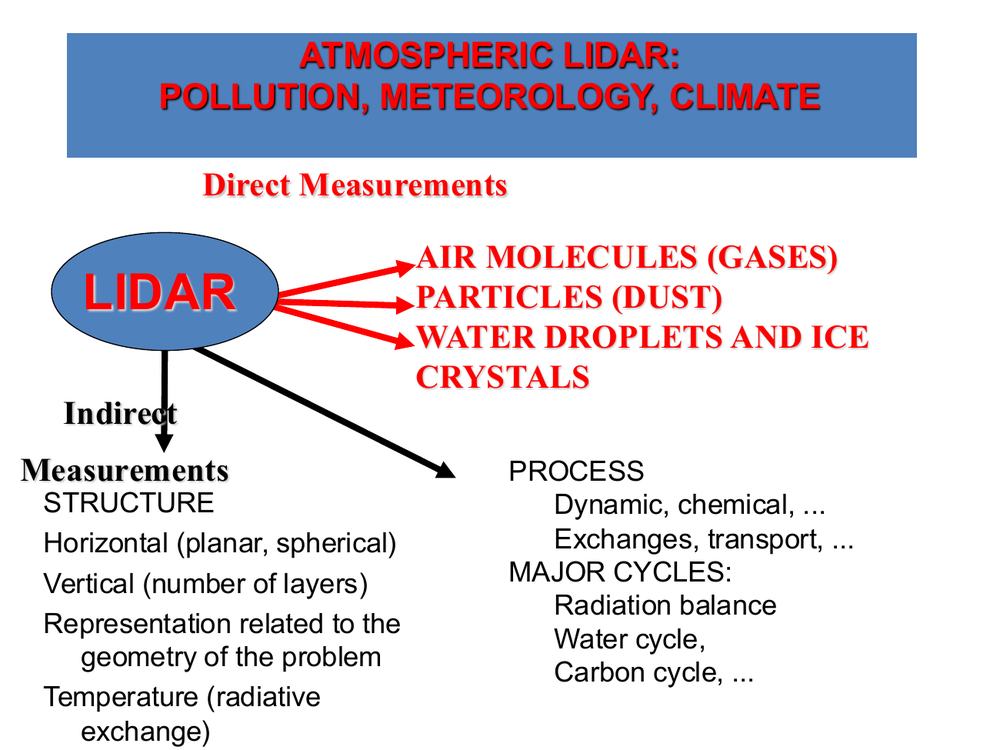 ATMOSPHERIC LIDAR:
POLLUTION, METEOROLOGY, CLIMATE
Direct Measurements
LIDAR
AIR MOLECULES (GASES)
PARTICLES (DUST)
WATER DROPLETS AND ICE
CRYSTALS
Indirect
Measurements
STRUCTURE
Horizontal (planar, spherical)
Vertical (number of layers)
Representation related to the
geometry of the problem
Temperature (radiative
exchange)
PROCESS
Dynamic, chemical, ...
Exchanges, transport, ...
MAJOR CYCLES:
Radiation balance
Water cycle,
Carbon cycle, ...